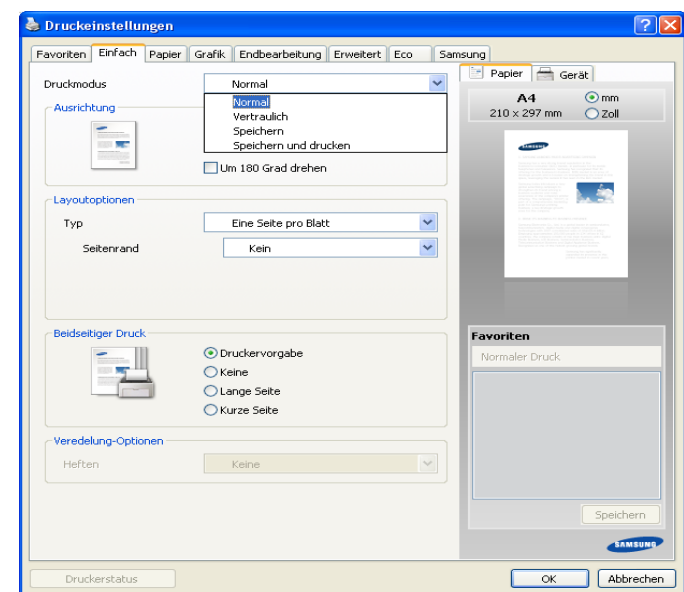 Druckeinstellungen
Favoriten Einfach Papier Grafik Endbearbeitung Erweitert Eco Samsung
Druckmodus
Normal
Normal
Vertraulich
Speichern
Speichern und drucken
Ausrichtung
Um 180 Grad drehen
Layoutoptionen
Typ
Eine Seite pro Blatt
Seitenrand
Kein
Beidseitiger Druck
Druckervorgabe
Keine
Lange Seite
Kurze Seite
Veredelung-Optionen
Heften
Keine
Papier Gerät
A4
210 x 297 mm
mm
Zoll
SAMSUNG
Favoriten
Normaler Druck
Speichern
SAMSUNG
Druckerstatus
OK
Abbrechen